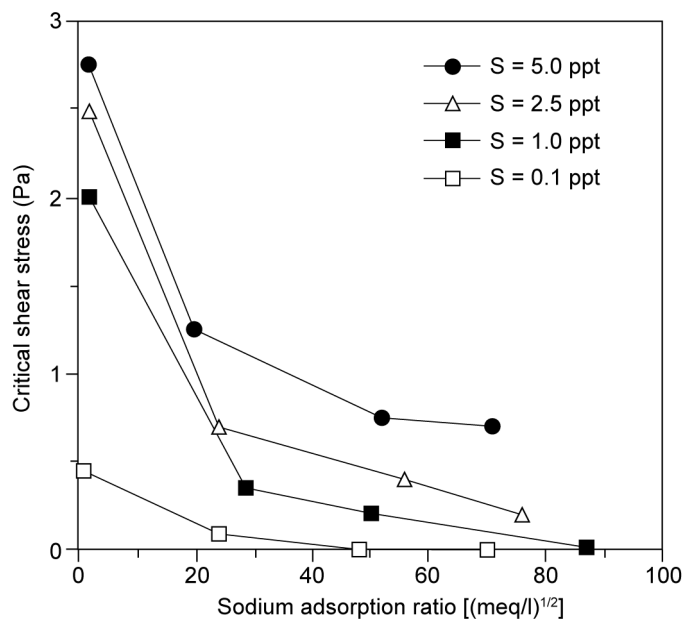 3
S = 5.0 ppt
S = 2.5 ppt
S = 1.0 ppt
S = 0.1 ppt
2
Critical shear stress (Pa)
1
0
0 20 40 60 80 100
Sodium adsorption ratio [(meq/l)^1/2]